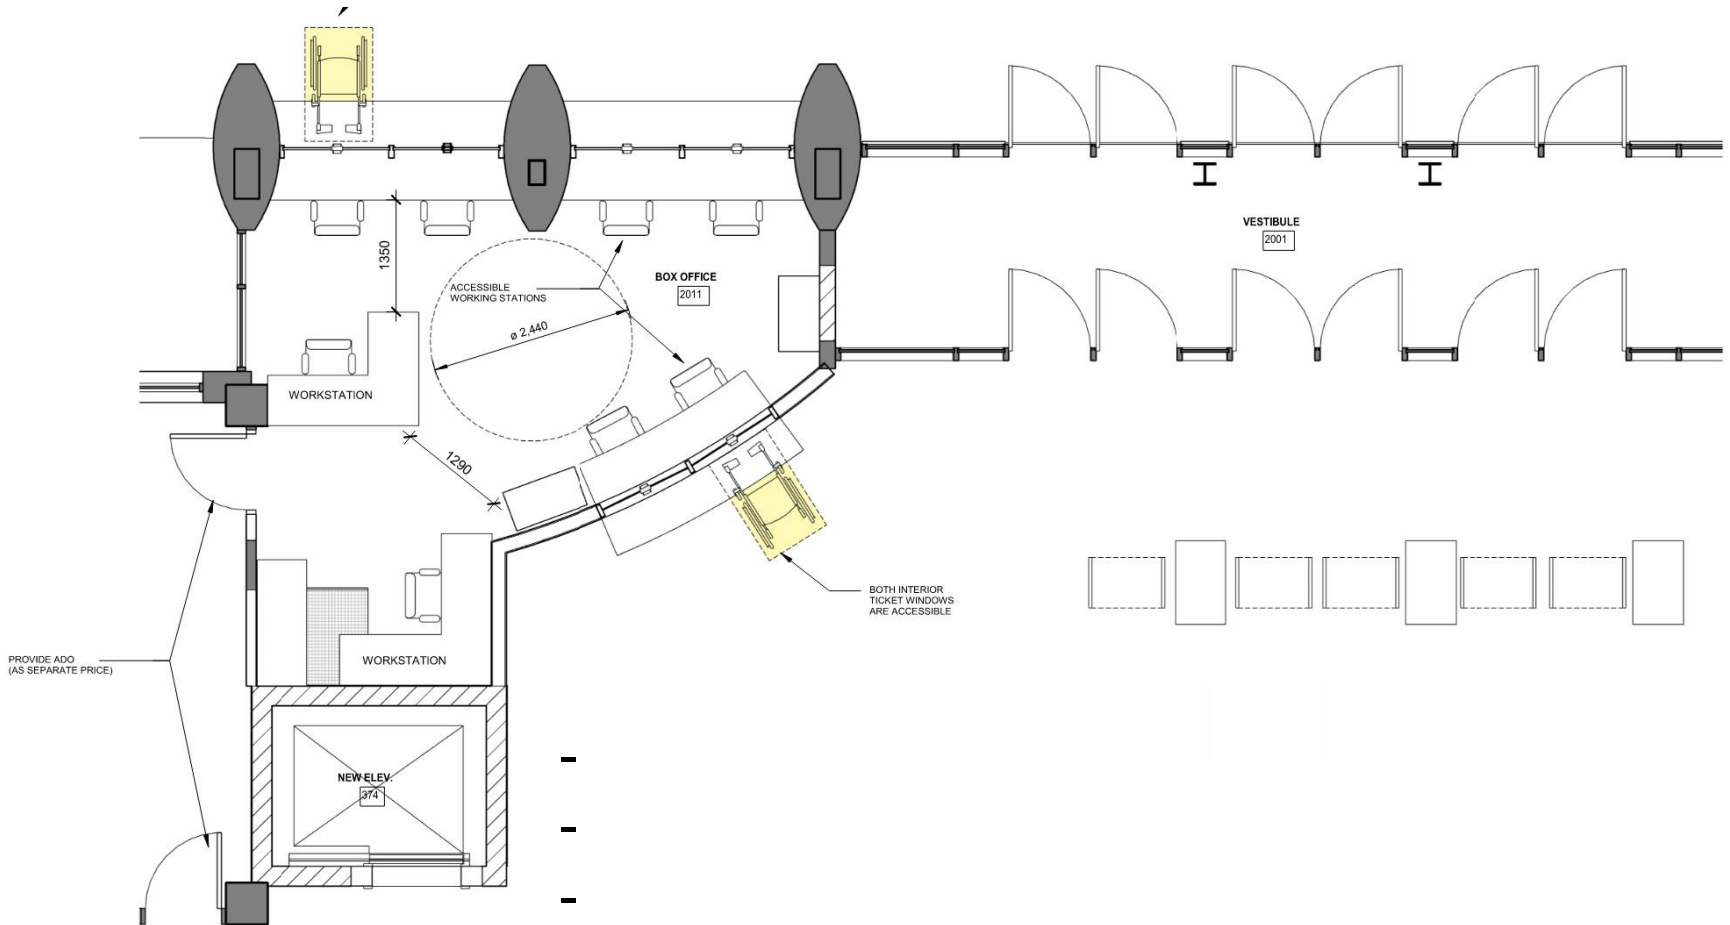 VESTIBULE
2001
1350
BOX OFFICE
2011
ACCESSIBLE
WORKING STATIONS
ø 2,440
WORKSTATION
1290
BOTH INTERIOR
TICKET WINDOWS
ARE ACCESSIBLE
PROVIDE ADO
(AS SEPARATE PRICE)
WORKSTATION
NEW ELEV.
374